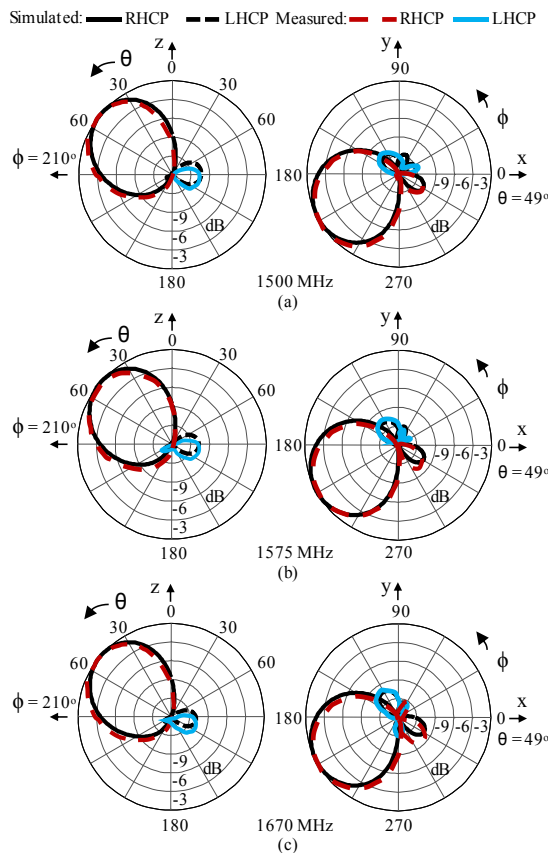 Simulated: RHCP LHCP Measured: RHCP LHCP
z y
θ 0 90
30 30 ϕ
60 60
x
ϕ = 210° 180 -9 -6 -3 0
θ = 49°
-9 dB
-6
-3
180 1500 MHz 270
(a)
z y
θ 0 90
30 30 ϕ
60 60
x
ϕ = 210° 180 -9 -6 -3 0
θ = 49°
-9 dB
-6
-3
180 1575 MHz 270
(b)
z y
θ 0 90
30 30 ϕ
60 60
x
ϕ = 210° 180 -9 -6 -3 0
θ = 49°
-9 dB
-6
-3
180 1670 MHz 270
(c)